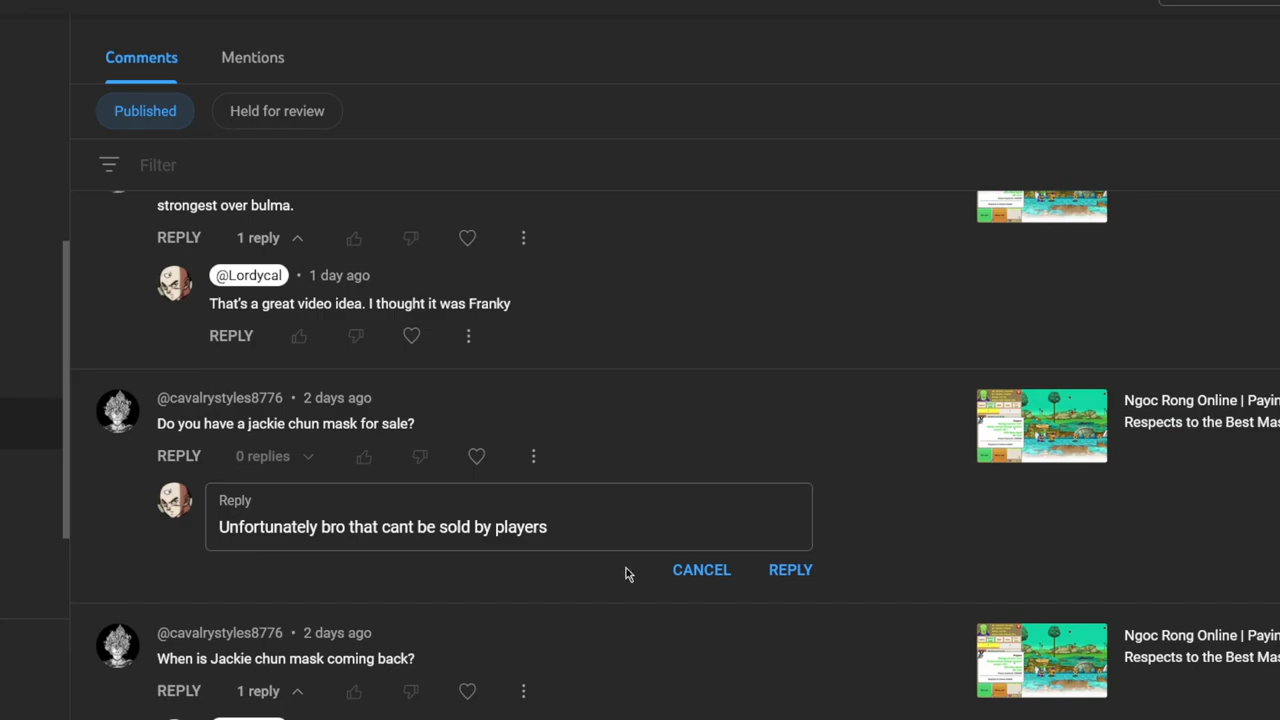 Comments
Mentions
Published
Held for review
Filter
strongest over bulma.
REPLY
1 reply
@Lordycal • 1 day ago
That's a great video idea. I thought it was Franky
REPLY
@cavalrystyles8776 • 2 days ago
Do you have a jackie chun mask for sale?
Ngoc Rong Online | Payin
Respects to the Best Mas
REPLY
0 replies
Reply
Unfortunately bro that cant be sold by players
CANCEL
REPLY
@cavalrystyles8776 • 2 days ago
When is Jackie chun mask coming back?
Ngoc Rong Online | Payin
Respects to the Best Mas
REPLY
1 reply